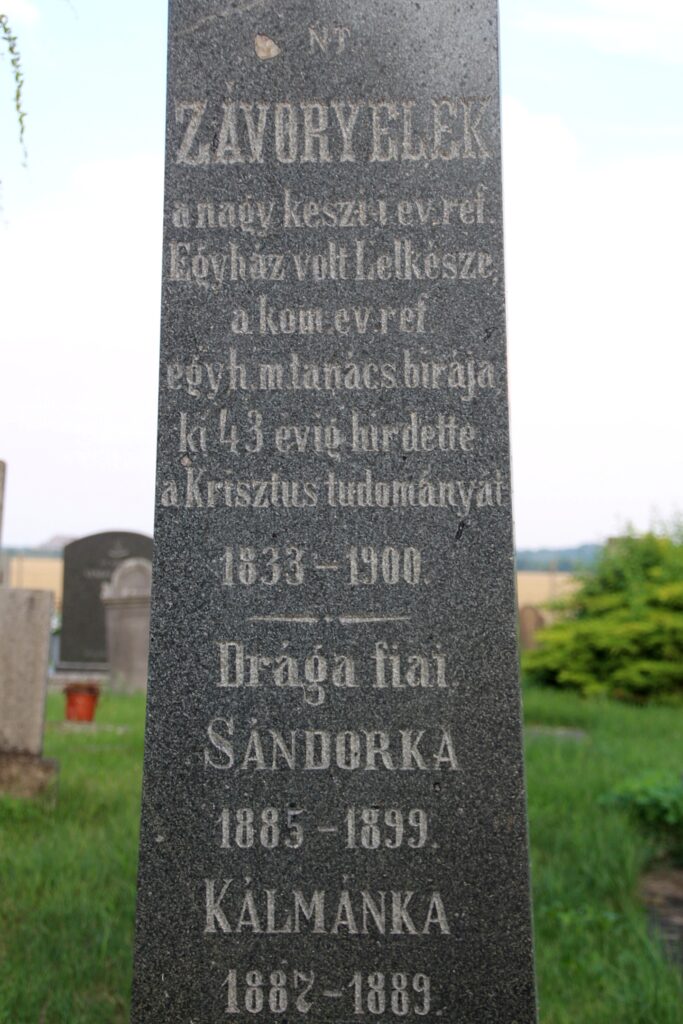 NT.
ZÁVORY ELEK
a nagy keszi-i ev. ref.
Egyház volt Lelkésze,
a kom. ev. ref
egyh. m. tanács birája
ki 43 evig hirdette
a Krisztus tudományát
1833 – 1900.
Drága fiai.
SÁNDORKA
1885 – 1899.
KÁLMÁNKA
1887 – 1889.